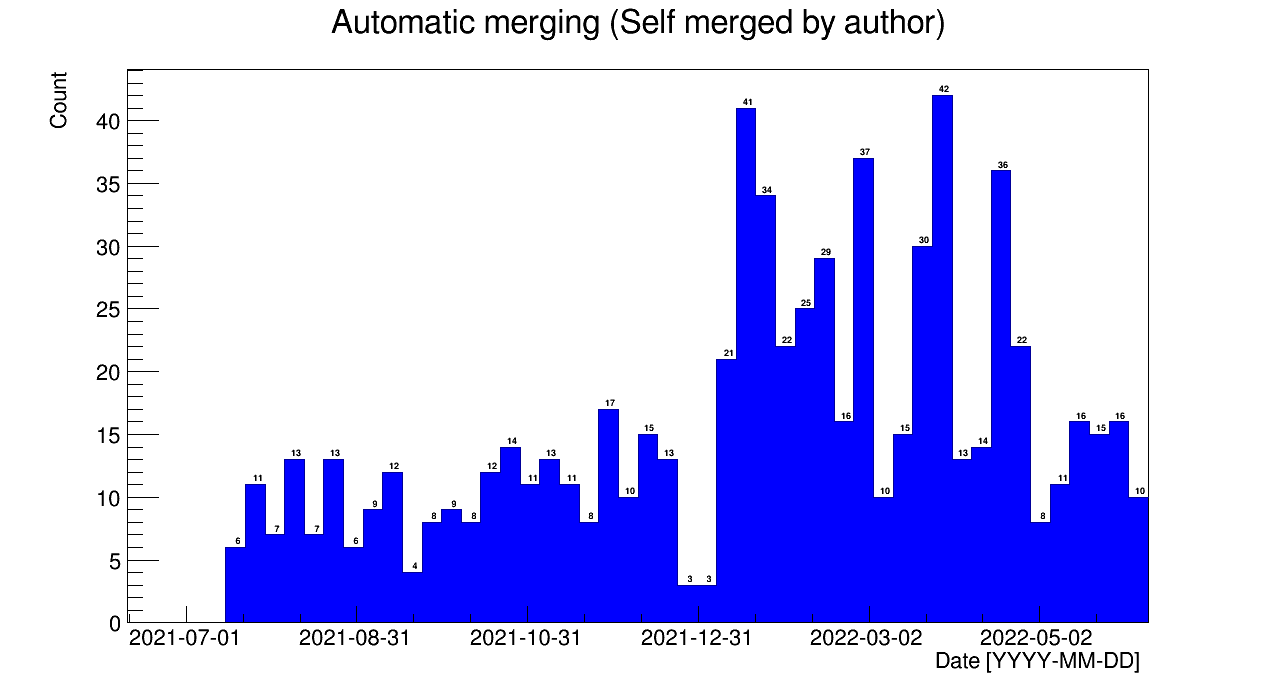 Automatic merging (Self merged by author)
Count
40
35
30
25
20
15
10
5
0
6 11 7 13 7 13 6 9 12 4 8 9 8 12 14 11 13 11 8 17 10 15 13 3 3 21 41 34 22 25 29 16 37 10 15 30 42 13 14 36 22 8 11 16 15 16 10
2021-07-01 2021-08-31 2021-10-31 2021-12-31 2022-03-02 2022-05-02
Date [YYYY-MM-DD]